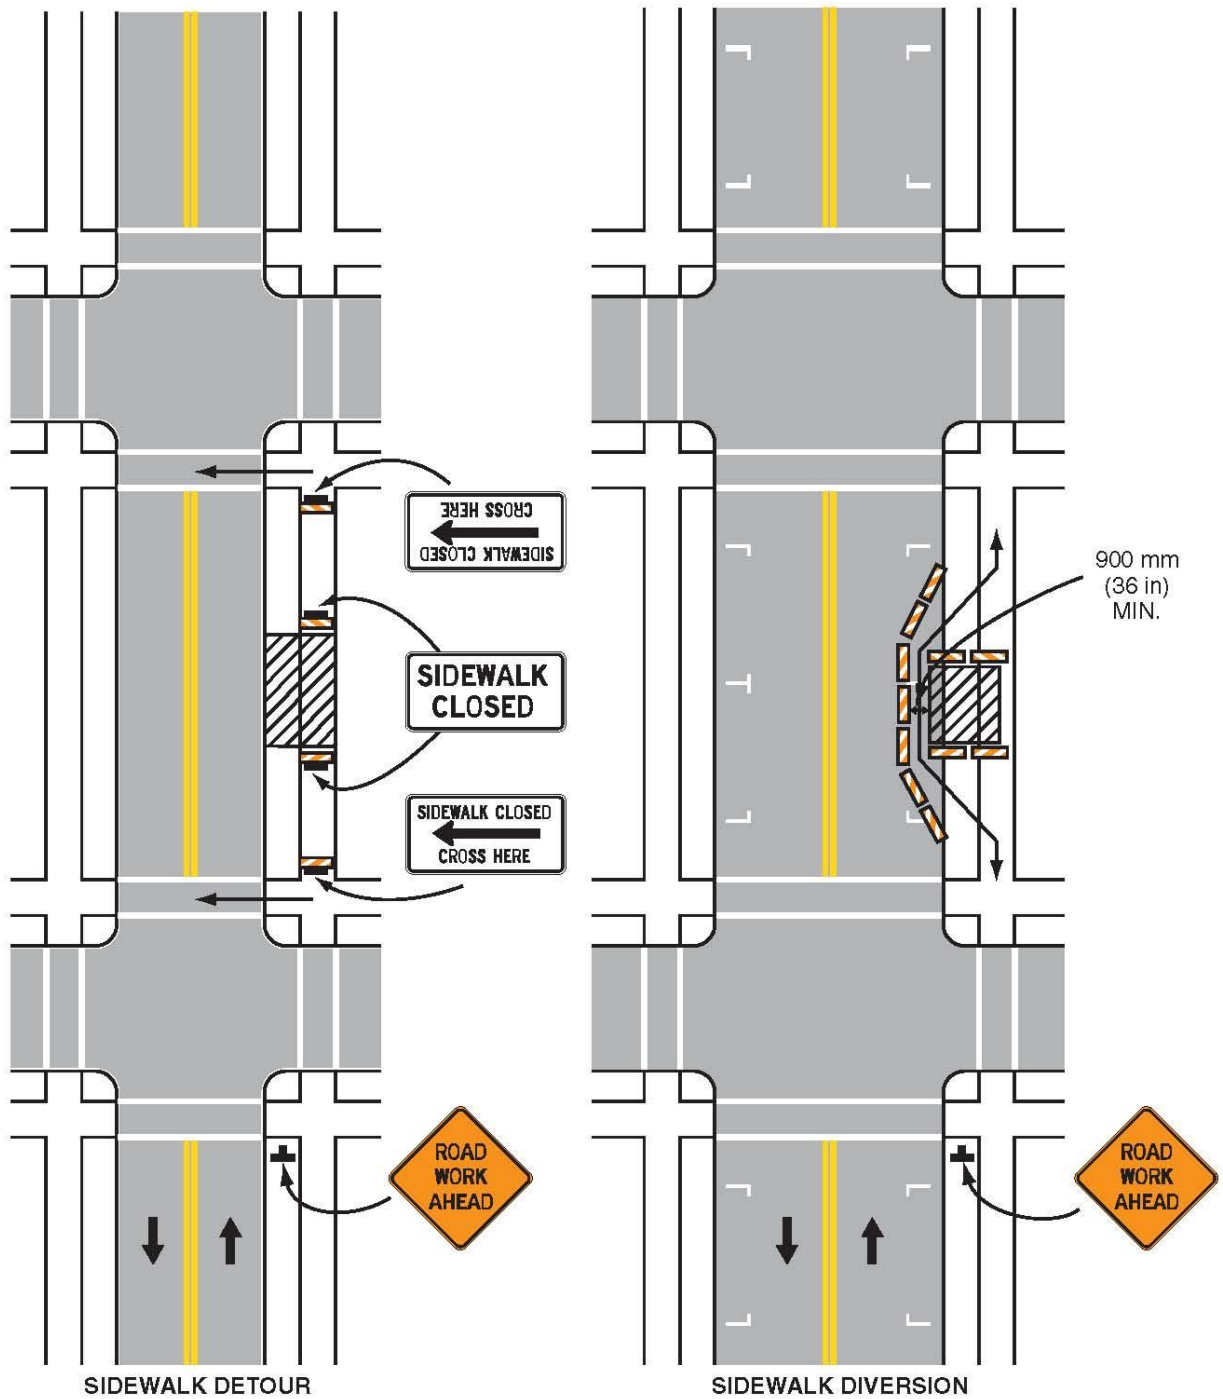 CROSS HERE
SIDEWALK CLOSED
SIDEWALK
CLOSED
SIDEWALK CLOSED
CROSS HERE
ROAD
WORK
AHEAD
SIDEWALK DETOUR
900 mm
(36 in)
MIN.
ROAD
WORK
AHEAD
SIDEWALK DIVERSION